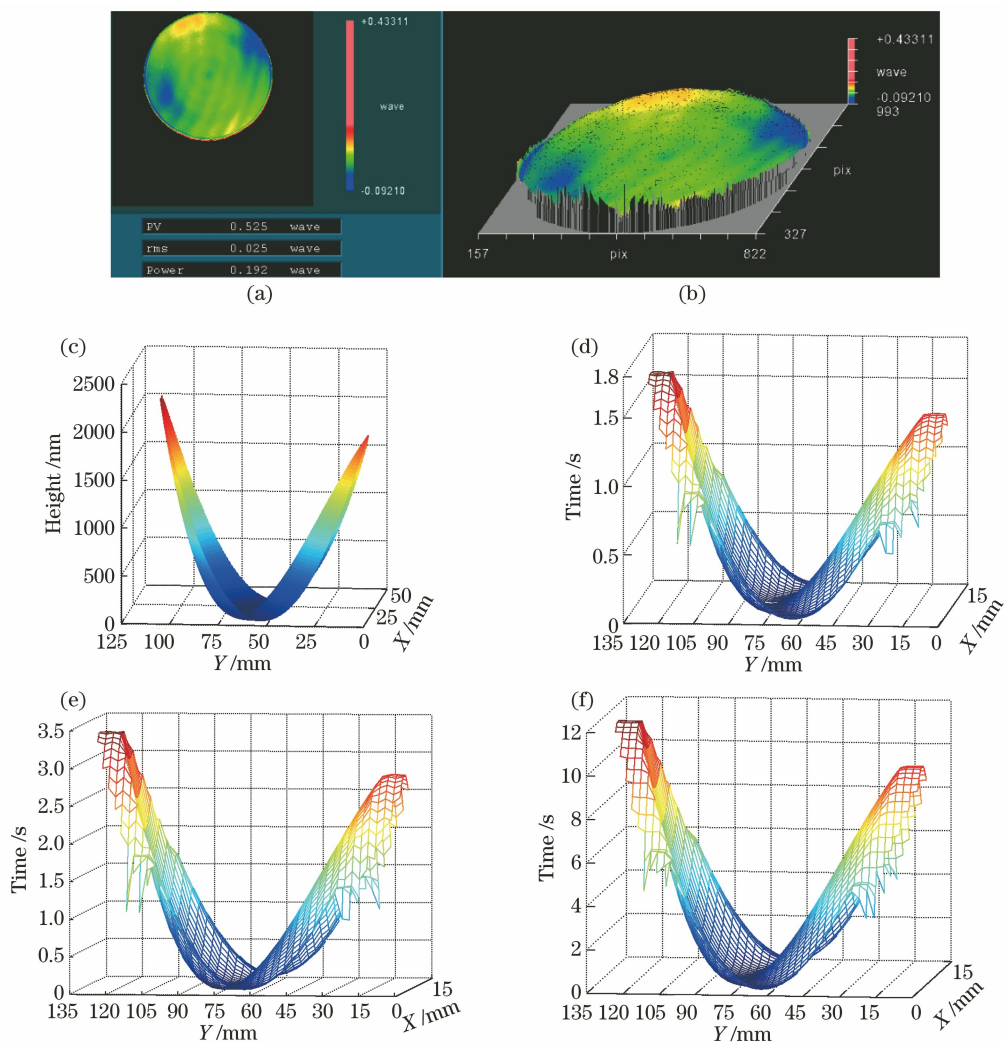 +0.43311
wave
-0.09210
PV 0.525 wave
rms 0.025 wave
Power 0.192 wave
(a)
+0.43311
wave
-0.09210
993
pix
327
157 pix 822
(b)
(c)
2500
2000
1500
1000
500
0
Height /nm
125 100 75 50 25 0
Y /mm
50
25
X /mm
(d)
1.8
1.5
1.0
0.5
0
Time /s
135 120 105 90 75 60 45 30 15 0
Y /mm
15
X /mm
(e)
3.5
3.0
2.5
2.0
1.5
1.0
0.5
0
Time /s
135 120 105 90 75 60 45 30 15 0
Y /mm
15
X /mm
(f)
12
10
8
6
4
2
0
Time /s
135 120 105 90 75 60 45 30 15 0
Y /mm
15
X /mm